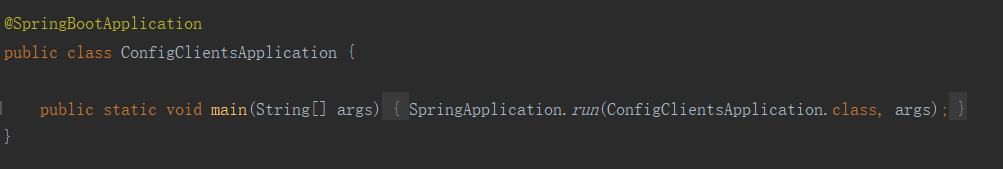 @SpringBootApplication
public class ConfigClientsApplication {
public static void main(String[] args) { SpringApplication.run(ConfigClientsApplication.class, args); }
}